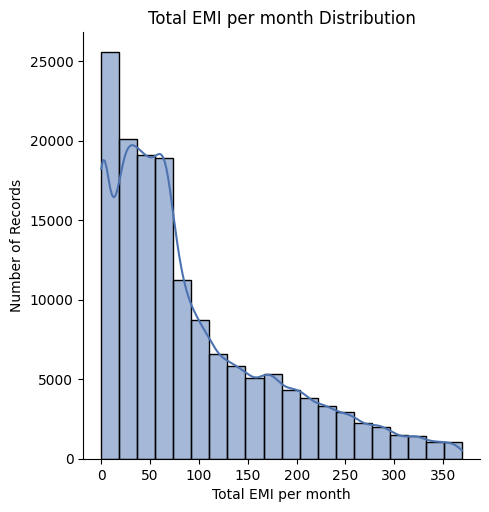 Total EMI per month Distribution
Number of Records
25000
20000
15000
10000
5000
0
0 50 100 150 200 250 300 350
Total EMI per month